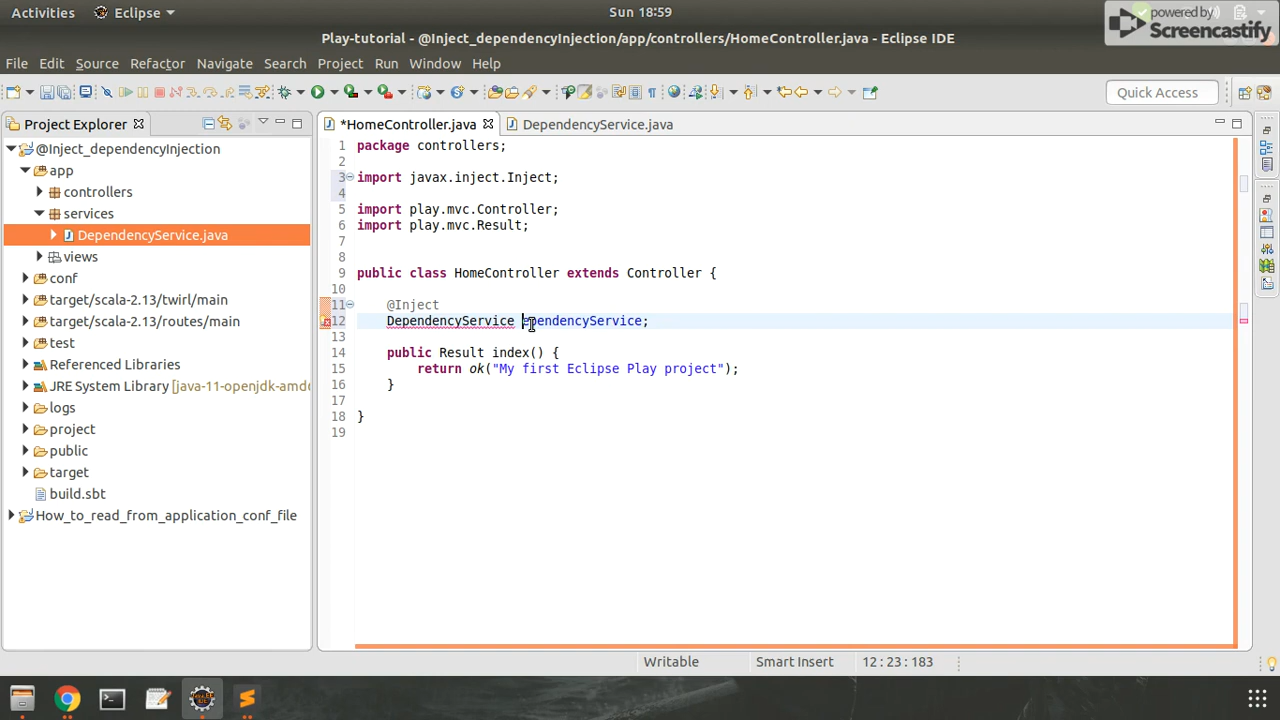 Activities Eclipse Sun 18:59
powered by
Screencastify
Play-tutorial - @Inject_dependencyInjection/app/controllers/HomeController.java - Eclipse IDE
File Edit Source Refactor Navigate Search Project Run Window Help
Quick Access
Project Explorer
@Inject_dependencyInjection
app
controllers
services
DependencyService.java
views
conf
target/scala-2.13/twirl/main
target/scala-2.13/routes/main
test
Referenced Libraries
JRE System Library [java-11-openjdk-amd
logs
project
public
target
build.sbt
How_to_read_from_application_conf_file
*HomeController.java DependencyService.java
1 package controllers;
2
3 import javax.inject.Inject;
4
5 import play.mvc.Controller;
6 import play.mvc.Result;
7
8
9 public class HomeController extends Controller {
10
11 @Inject
12 DependencyService ependencyService;
13
14 public Result index() {
15 return ok("My first Eclipse Play project");
16 }
17
18 }
19
Writable Smart Insert 12 : 23 : 183